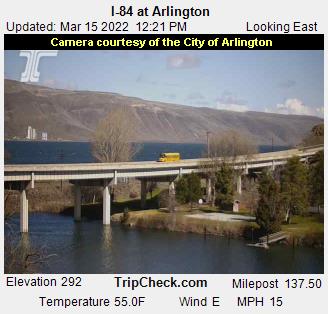 I-84 at Arlington
Updated: Mar 15 2022 12:21 PM Looking East
Camera courtesy of the City of Arlington
Elevation 292 TripCheck.com Milepost 137.50
Temperature 55.0F Wind E MPH 15